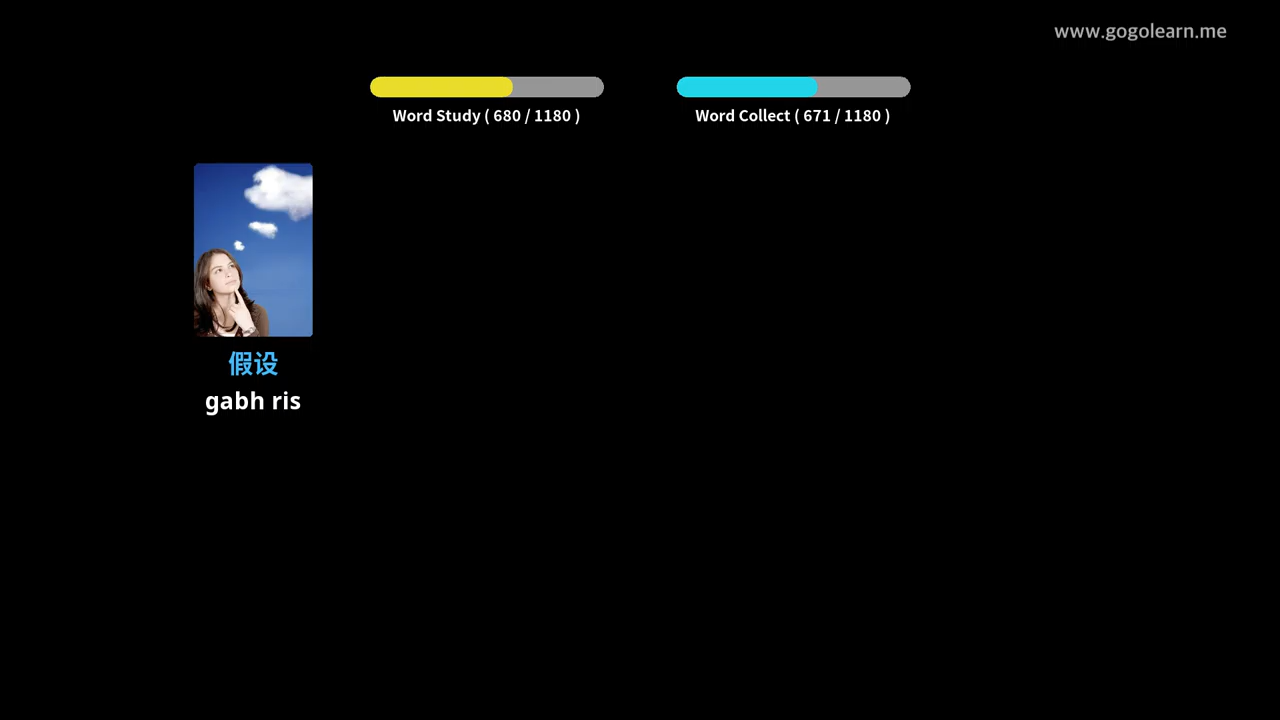 www.gogolearn.me
Word Study ( 680 / 1180 )
Word Collect ( 671 / 1180 )
假设
gabh ris